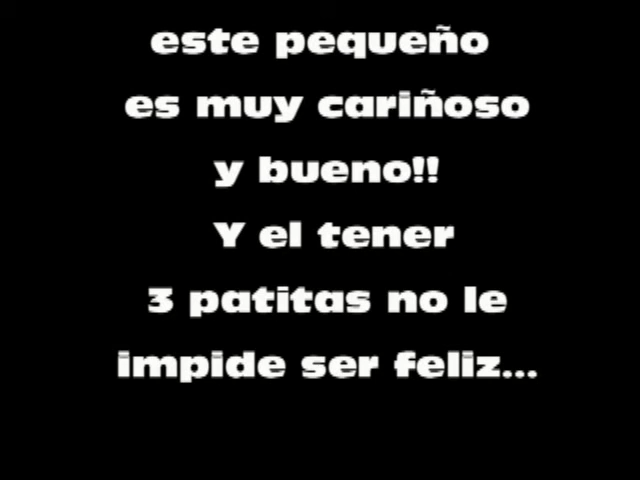 este pequeño
es muy cariñoso
y bueno!!
Y el tener
3 patitas no le
impide ser feliz...